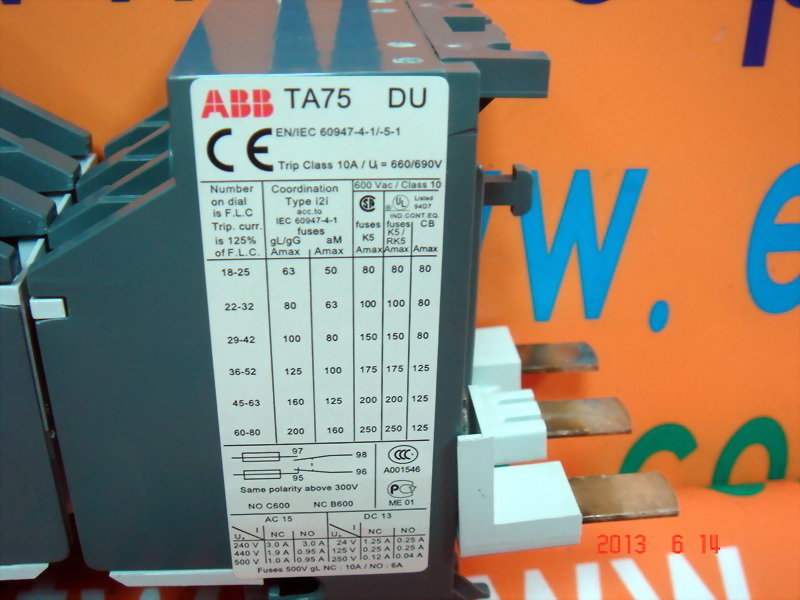 ABB TA75 DU
CE EN/IEC 60947-4-1/-5-1
Trip Class 10A / Ui = 660/690V
Number on dial is F.L.C Trip. curr. is 125% of F.L.C.
Coordination Type i2i acc.to IEC 60947-4-1 fuses
gL/gG Amax aM Amax
600 Vac / Class 10
SA UL Listed 94D7
IND.CONT.EQ.
fuses K5 Amax
fuses K5 / RK5 Amax
CB Amax
18-25 63 50 80 80 80
22-32 80 63 100 100 80
29-42 100 80 150 150 80
36-52 125 100 175 175 125
45-63 160 125 200 200 125
60-80 200 160 250 250 125
97 98
95 96
Same polarity above 300V
NO C600 NC B600
CCC
A001546
PC
ME 01
AC 15 DC 13
Ue I NC NO Ue I NC NO
240 V 3.0 A 3.0 A 24 V 1.25 A 0.25 A
440 V 1.9 A 0.95 A 125 V 0.25 A 0.25 A
500 V 1.0 A 0.95 A 250 V 0.12 A 0.04 A
Fuses 500V gL NC : 10A / NO : 6A
w. e
.co
2013 6 14